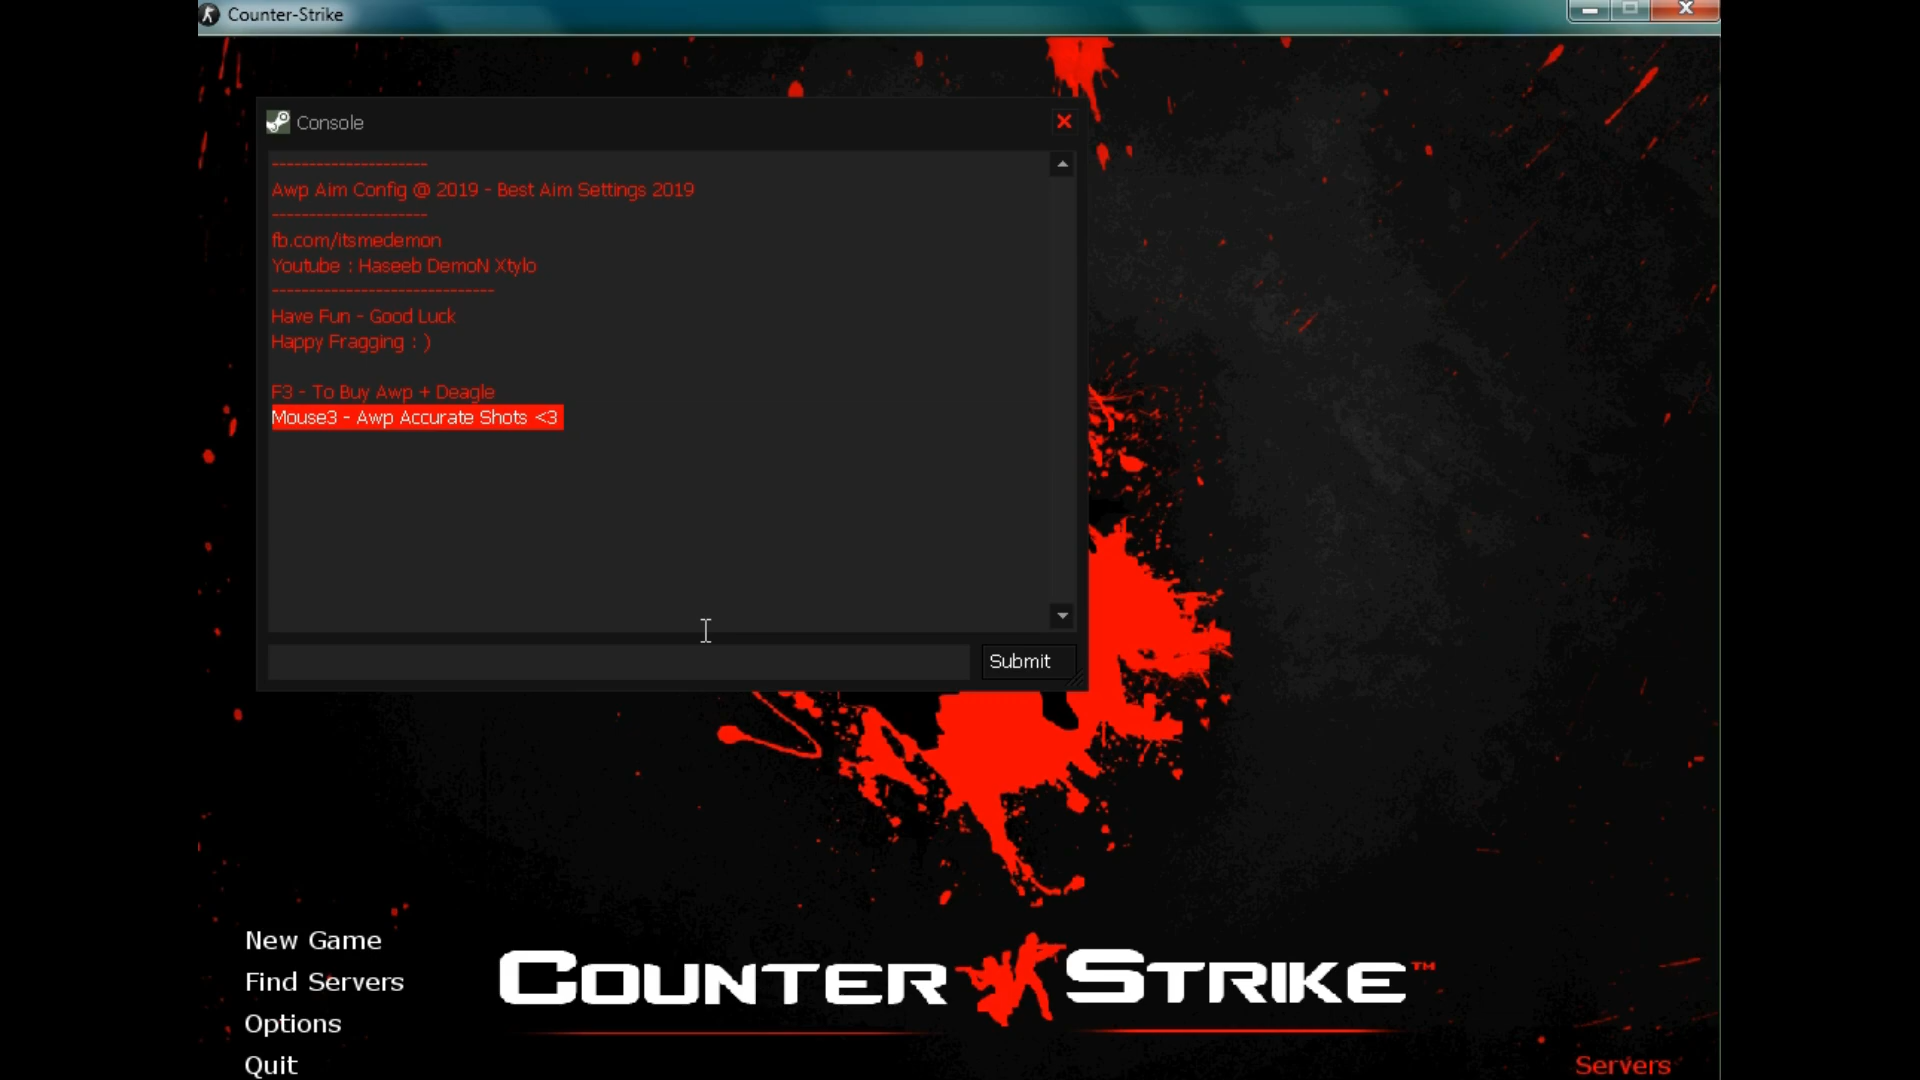 Counter-Strike
Console
---------------------
Awp Aim Config @ 2019 - Best Aim Settings 2019
---------------------
fb.com/itsmedemon
Youtube : Haseeb DemoN Xtylo
------------------------------
Have Fun - Good Luck
Happy Fragging : )
F3 - To Buy Awp + Deagle
Mouse3 - Awp Accurate Shots <3
Submit
New Game
Find Servers
Options
Quit
COUNTER STRIKE™
Servers